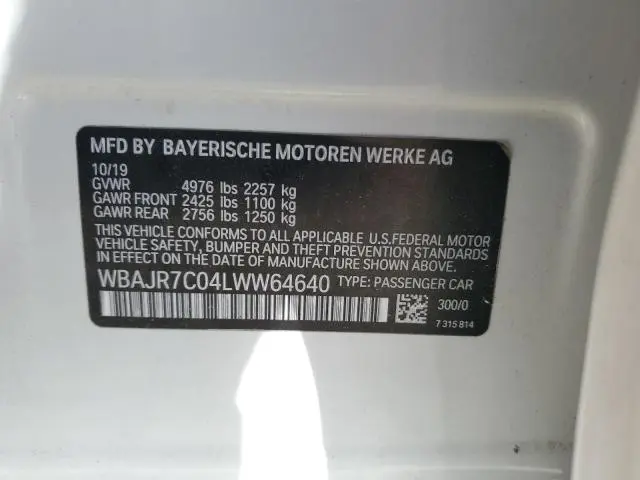 MFD BY BAYERISCHE MOTOREN WERKE AG
10/19
GVWR 4976 lbs 2257 kg
GAWR FRONT 2425 lbs 1100 kg
GAWR REAR 2756 lbs 1250 kg
THIS VEHICLE CONFORMS TO ALL APPLICABLE U.S.FEDERAL MOTOR
VEHICLE SAFETY, BUMPER AND THEFT PREVENTION STANDARDS
IN EFFECT ON THE DATE OF MANUFACTURE SHOWN ABOVE.
WBAJR7C04LWW64640 TYPE: PASSENGER CAR
300/0
7 315 814